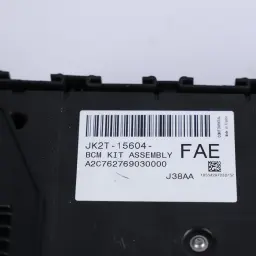 JK2T-15604- FAE
BCM KIT ASSEMBLY
A2C762769030000
J38AA